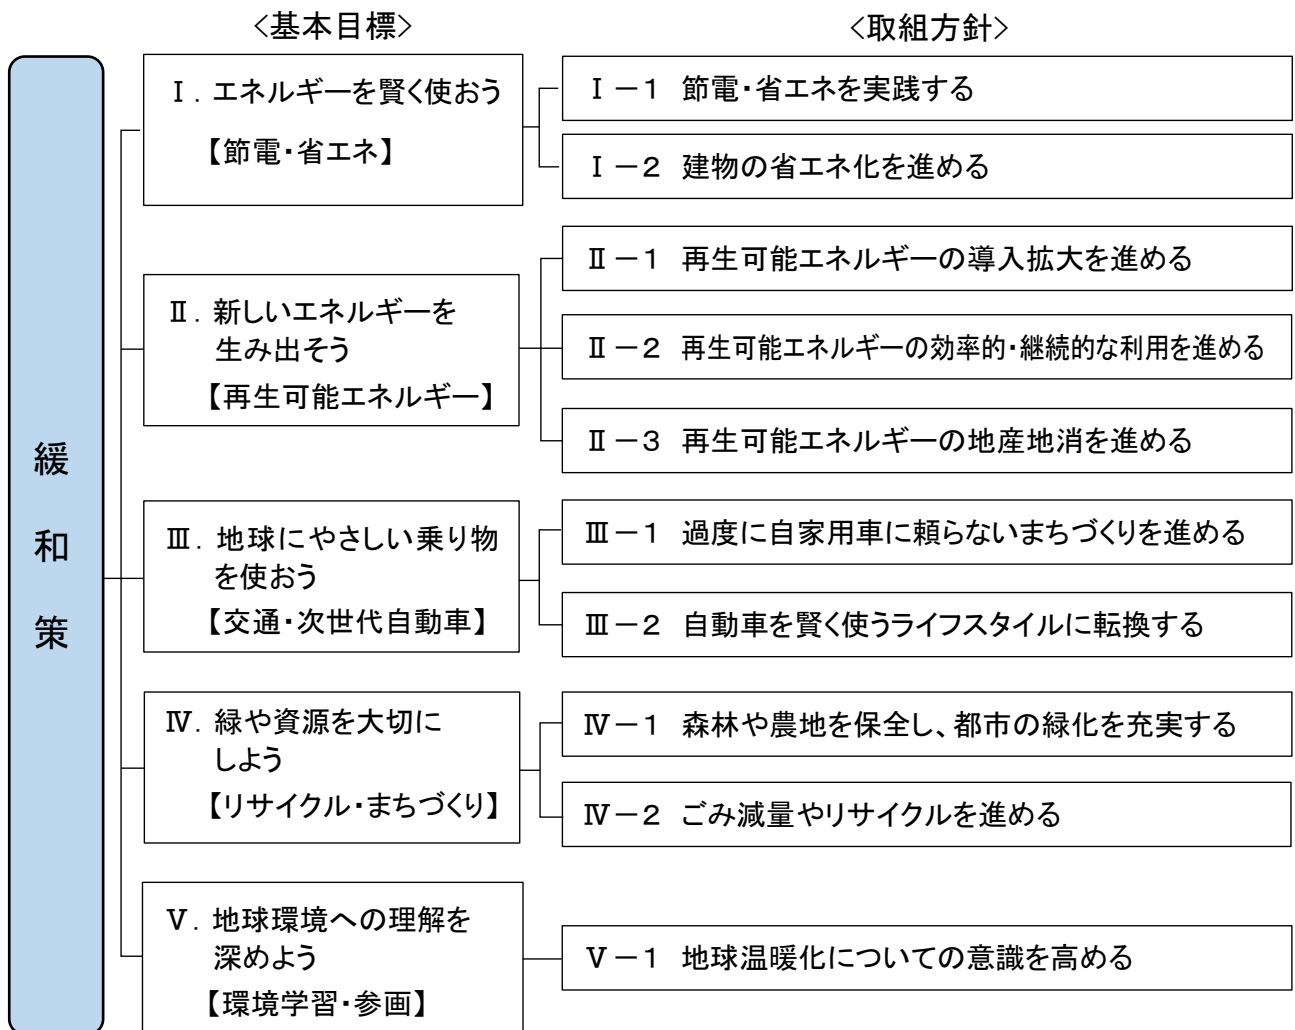 <基本目標>
<取組方針>
緩和策
Ⅰ. エネルギーを賢く使おう
【節電・省エネ】
Ⅰ－1 節電・省エネを実践する
Ⅰ－2 建物の省エネ化を進める
Ⅱ. 新しいエネルギーを
生み出そう
【再生可能エネルギー】
Ⅱ－1 再生可能エネルギーの導入拡大を進める
Ⅱ－2 再生可能エネルギーの効率的・継続的な利用を進める
Ⅱ－3 再生可能エネルギーの地産地消を進める
Ⅲ. 地球にやさしい乗り物
を使おう
【交通・次世代自動車】
Ⅲ－1 過度に自家用車に頼らないまちづくりを進める
Ⅲ－2 自動車を賢く使うライフスタイルに転換する
Ⅳ. 緑や資源を大切に
しよう
【リサイクル・まちづくり】
Ⅳ－1 森林や農地を保全し、都市の緑化を充実する
Ⅳ－2 ごみ減量やリサイクルを進める
Ⅴ. 地球環境への理解を
深めよう
【環境学習・参画】
Ⅴ－1 地球温暖化についての意識を高める